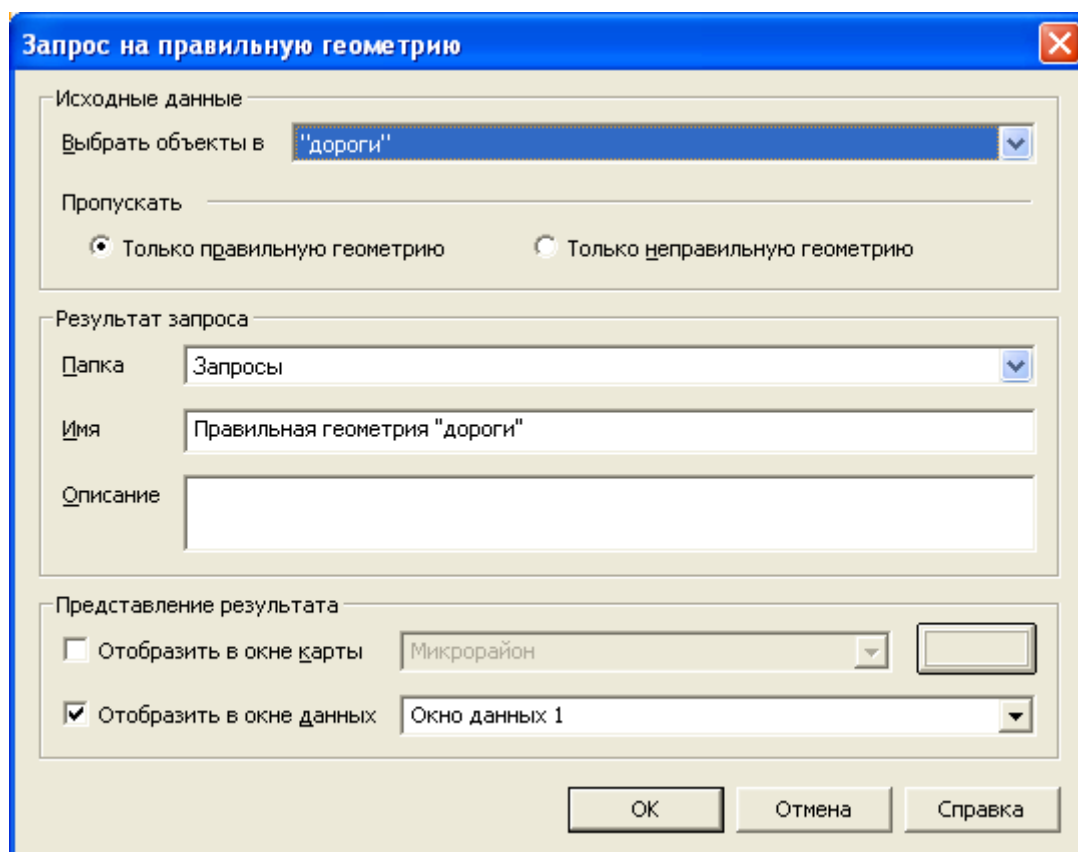 Запрос на правильную геометрию
Исходные данные
Выбрать объекты в "дороги"
Пропускать
Только правильную геометрию Только неправильную геометрию
Результат запроса
Папка Запросы
Имя Правильная геометрия "дороги"
Описание
Представление результата
Отобразить в окне карты Микрорайон
Отобразить в окне данных Окно данных 1
OK Отмена Справка